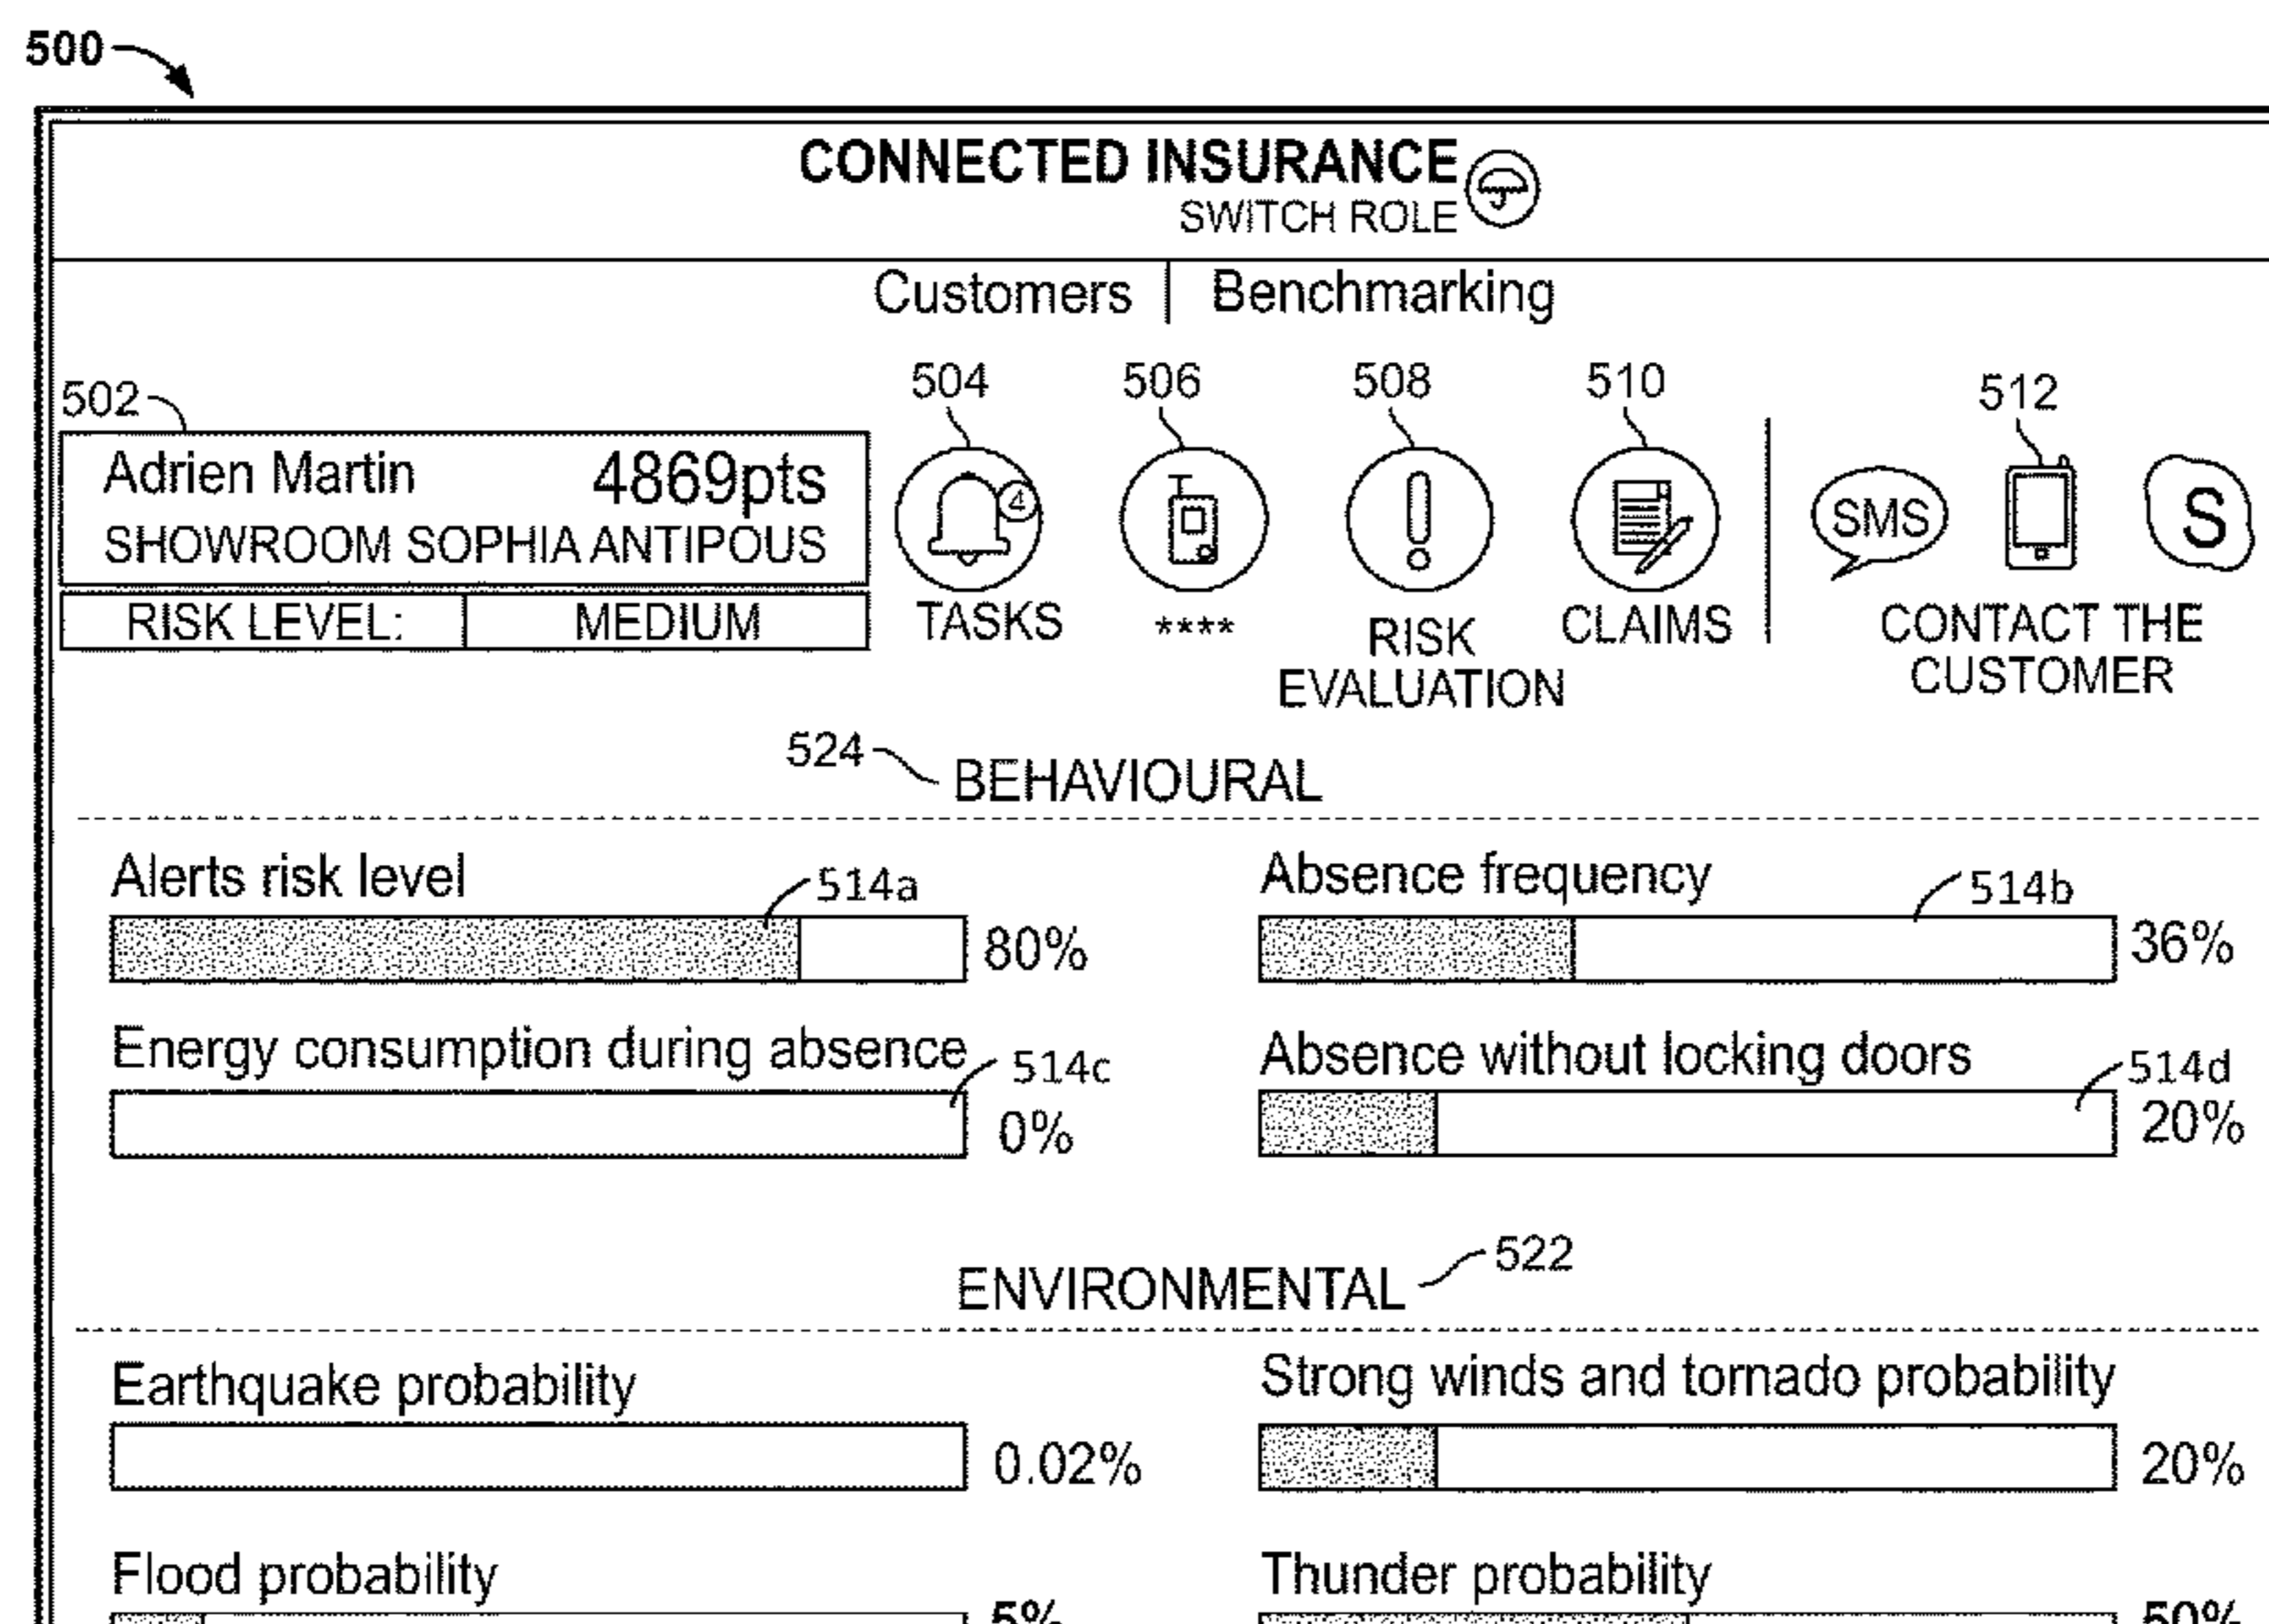 500
CONNECTED INSURANCE
SWITCH ROLE
Customers | Benchmarking
502 504 506 508 510 512
Adrien Martin 4869pts
SHOWROOM SOPHIA ANTIPOUS
RISK LEVEL: MEDIUM
4
SMS
S
TASKS
****
RISK
EVALUATION
CLAIMS
CONTACT THE
CUSTOMER
524
BEHAVIOURAL
Alerts risk level
514a
80%
Absence frequency
514b
36%
Energy consumption during absence
514c
0%
Absence without locking doors
514d
20%
ENVIRONMENTAL
522
Earthquake probability
0.02%
Strong winds and tornado probability
20%
Flood probability
5%
Thunder probability
50%